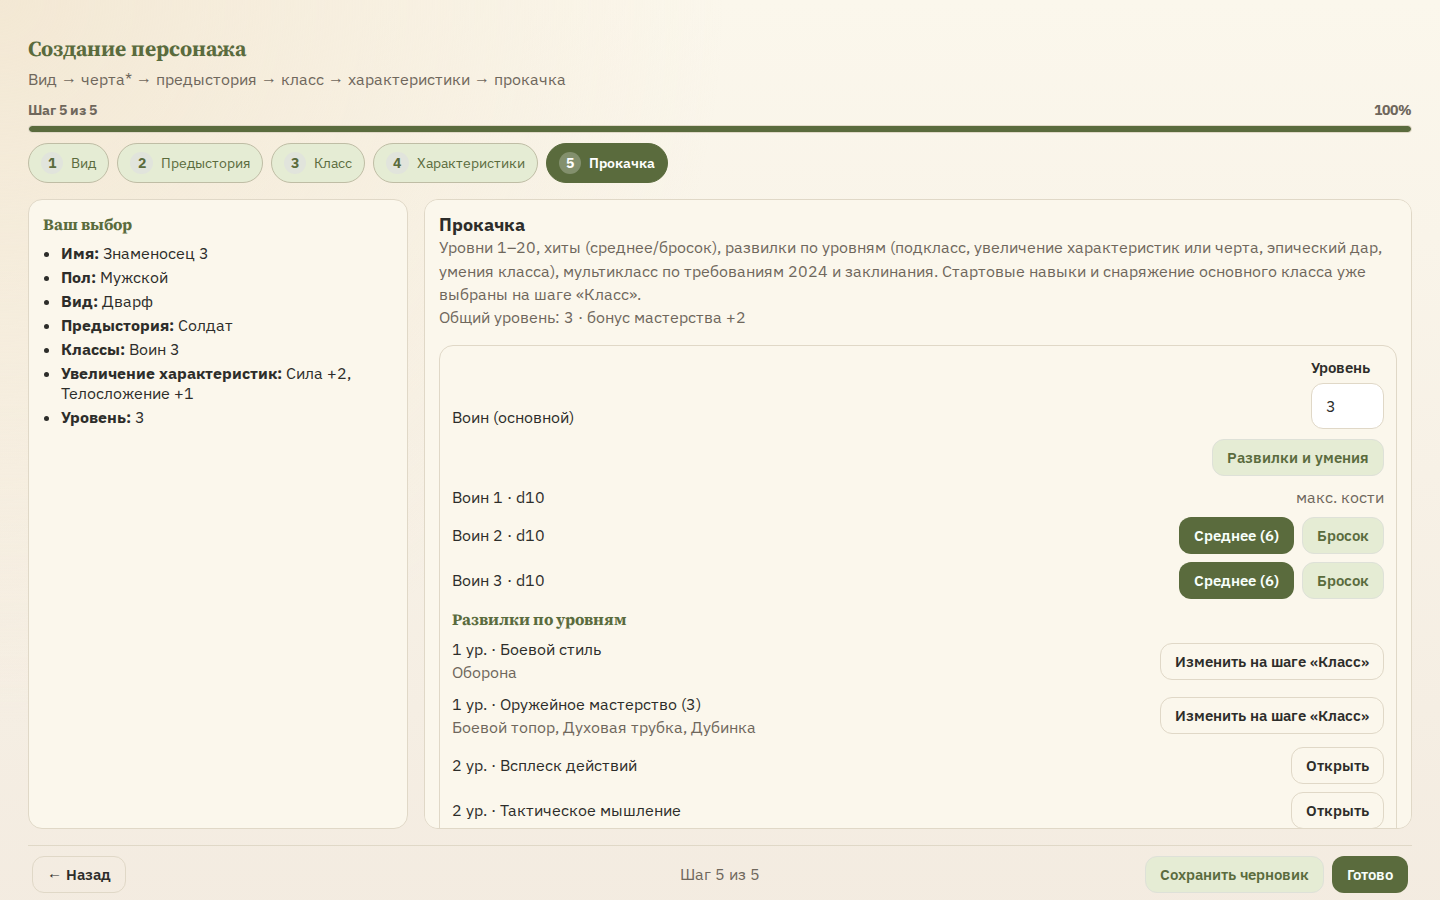 Создание персонажа
Вид → черта* → предыстория → класс → характеристики → прокачка
Шаг 5 из 5
100%
1 Вид
2 Предыстория
3 Класс
4 Характеристики
5 Прокачка
Ваш выбор
• Имя: Знаменосец 3
• Пол: Мужской
• Вид: Дварф
• Предыстория: Солдат
• Классы: Воин 3
• Увеличение характеристик: Сила +2,
Телосложение +1
• Уровень: 3
Прокачка
Уровни 1–20, хиты (среднее/бросок), развилки по уровням (подкласс, увеличение характеристик или черта, эпический дар,
умения класса), мультикласс по требованиям 2024 и заклинания. Стартовые навыки и снаряжение основного класса уже
выбраны на шаге «Класс».
Общий уровень: 3 · бонус мастерства +2
Уровень
Воин (основной)
3
Развилки и умения
Воин 1 · d10
макс. кости
Воин 2 · d10
Среднее (6)
Бросок
Воин 3 · d10
Среднее (6)
Бросок
Развилки по уровням
1 ур. · Боевой стиль
Оборона
Изменить на шаге «Класс»
1 ур. · Оружейное мастерство (3)
Боевой топор, Духовая трубка, Дубинка
Изменить на шаге «Класс»
2 ур. · Всплеск действий
Открыть
2 ур. · Тактическое мышление
Открыть
← Назад
Шаг 5 из 5
Сохранить черновик
Готово